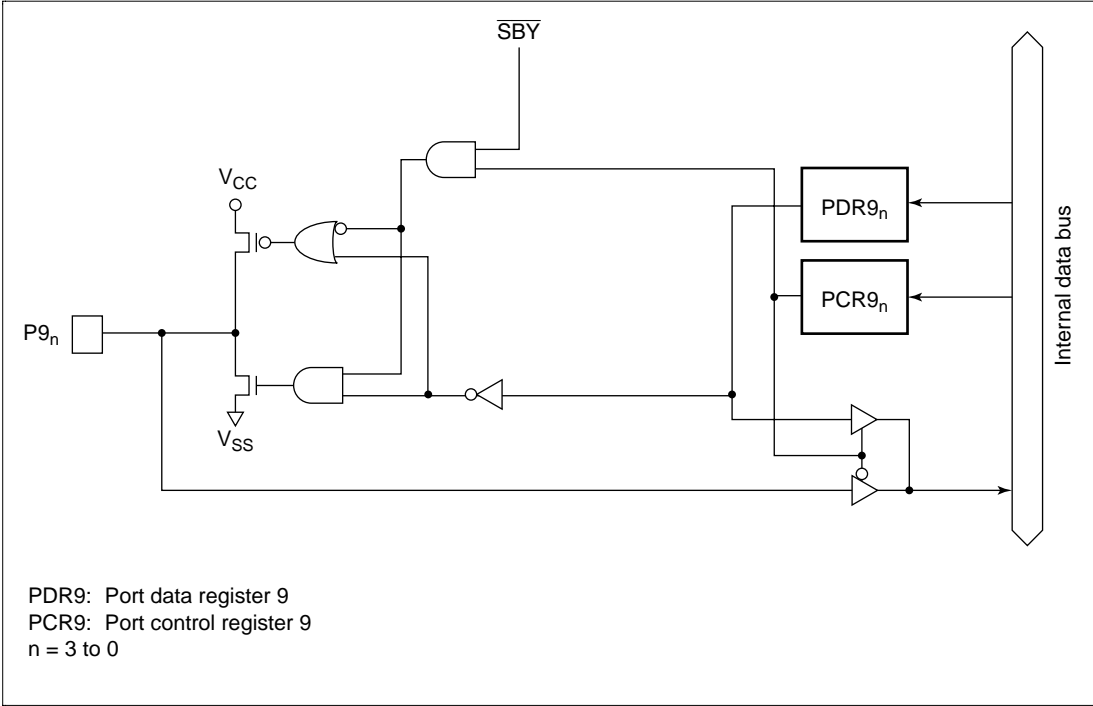 SBY
VCC
PDR9n
PCR9n
Internal data bus
P9n
VSS
PDR9: Port data register 9
PCR9: Port control register 9
n = 3 to 0